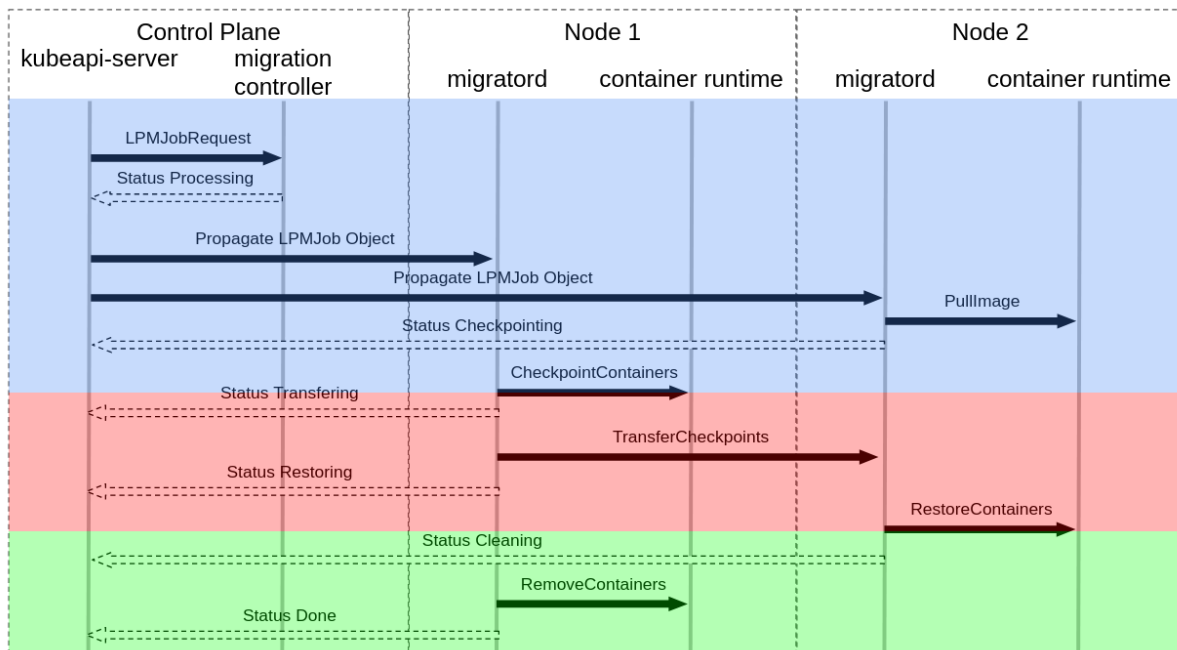 Control Plane
Node 1
Node 2
kubeapi-server
migration
controller
migratord
container runtime
migratord
container runtime
LPMJobRequest
Status Processing
Propagate LPMJob Object
Propagate LPMJob Object
PullImage
Status Checkpointing
CheckpointContainers
Status Transfering
TransferCheckpoints
Status Restoring
RestoreContainers
Status Cleaning
RemoveContainers
Status Done